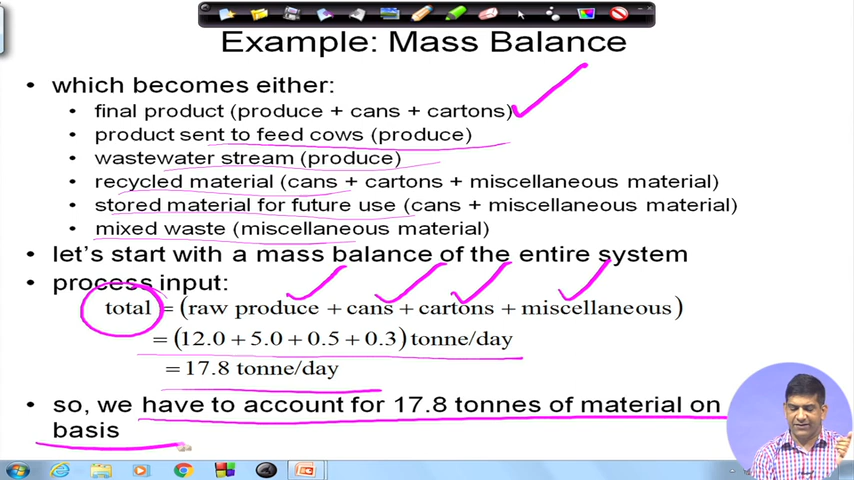 Example: Mass Balance
• which becomes either:
• final product (produce + cans + cartons)
• product sent to feed cows (produce)
• wastewater stream (produce)
• recycled material (cans + cartons + miscellaneous material)
• stored material for future use (cans + miscellaneous material)
• mixed waste (miscellaneous material)
• let's start with a mass balance of the entire system
• process input:
total = (raw produce + cans + cartons + miscellaneous)
= (12.0 + 5.0 + 0.5 + 0.3) tonne/day
= 17.8 tonne/day
• so, we have to account for 17.8 tonnes of material on
basis